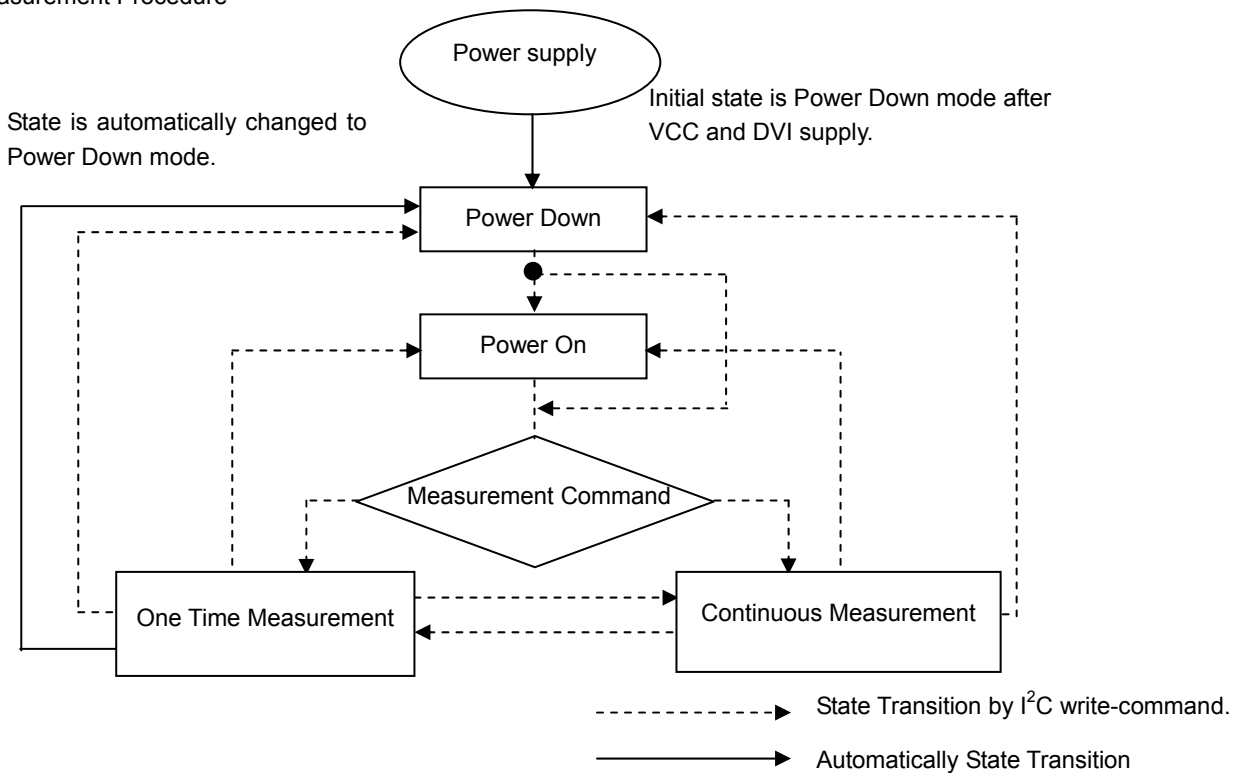 Power supply
Initial state is Power Down mode after
VCC and DVI supply.
State is automatically changed to
Power Down mode.
Power Down
Power On
Measurement Command
One Time Measurement
Continuous Measurement
State Transition by I²C write-command.
Automatically State Transition